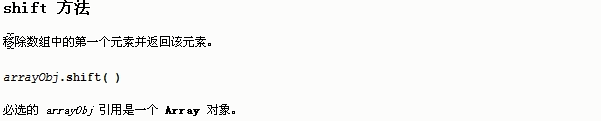 shift 方法
移除数组中的第一个元素并返回该元素。
arrayObj.shift( )
必选的 arrayObj 引用是一个 Array 对象。